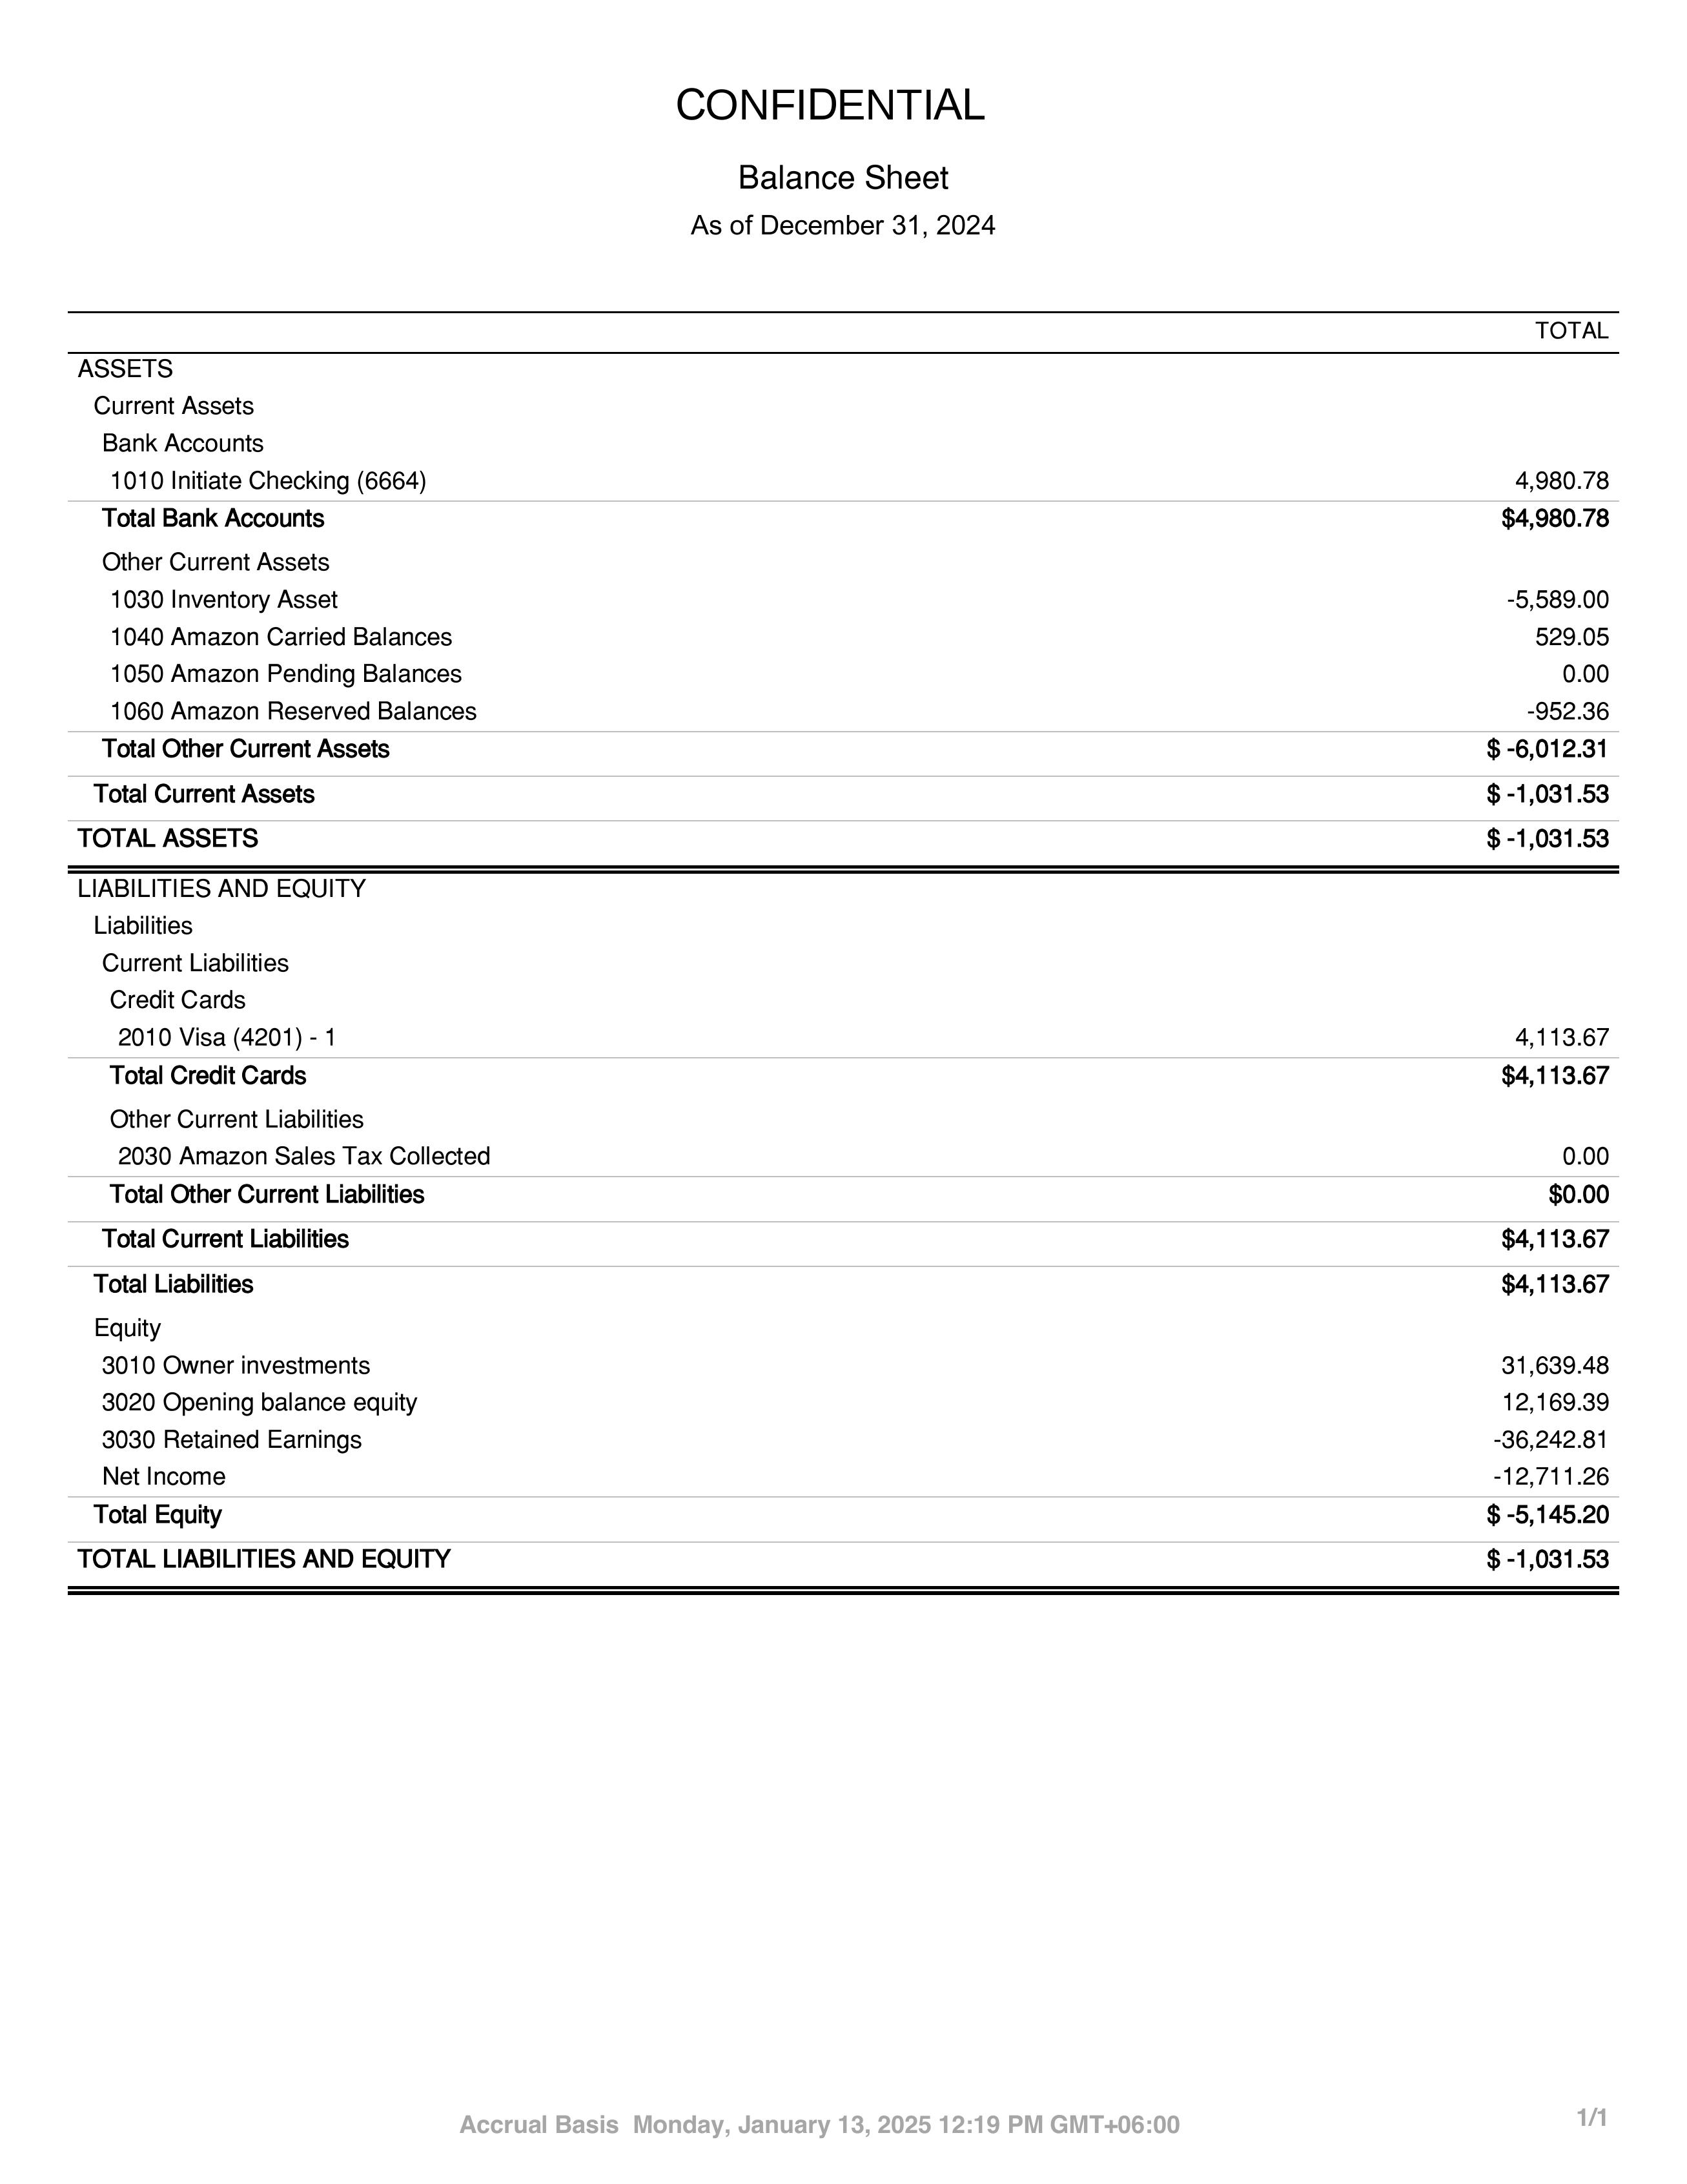 CONFIDENTIAL
Balance Sheet
As of December 31, 2024
TOTAL
ASSETS
Current Assets
Bank Accounts
1010 Initiate Checking (6664) 4,980.78
Total Bank Accounts $4,980.78
Other Current Assets
1030 Inventory Asset -5,589.00
1040 Amazon Carried Balances 529.05
1050 Amazon Pending Balances 0.00
1060 Amazon Reserved Balances -952.36
Total Other Current Assets $ -6,012.31
Total Current Assets $ -1,031.53
TOTAL ASSETS $ -1,031.53
LIABILITIES AND EQUITY
Liabilities
Current Liabilities
Credit Cards
2010 Visa (4201) - 1 4,113.67
Total Credit Cards $4,113.67
Other Current Liabilities
2030 Amazon Sales Tax Collected 0.00
Total Other Current Liabilities $0.00
Total Current Liabilities $4,113.67
Total Liabilities $4,113.67
Equity
3010 Owner investments 31,639.48
3020 Opening balance equity 12,169.39
3030 Retained Earnings -36,242.81
Net Income -12,711.26
Total Equity $ -5,145.20
TOTAL LIABILITIES AND EQUITY $ -1,031.53
Accrual Basis Monday, January 13, 2025 12:19 PM GMT+06:00 1/1